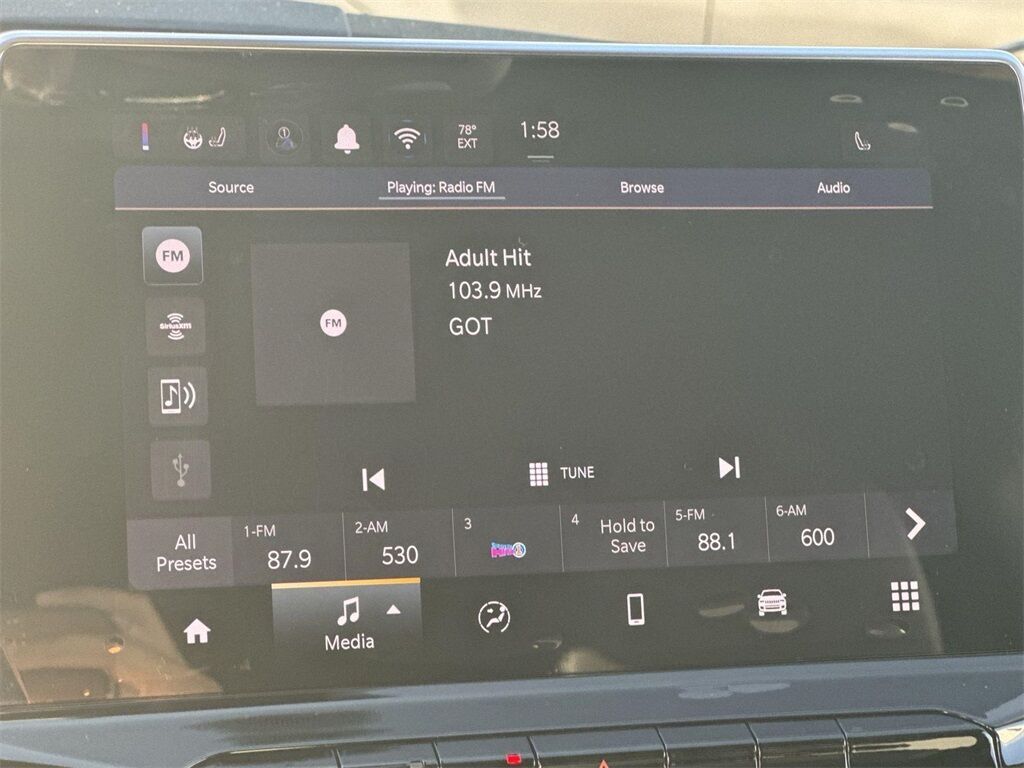 78°
EXT
1:58
Source
Playing: Radio FM
Browse
Audio
FM
SiriusXM
FM
Adult Hit
103.9 MHz
GOT
TUNE
All
Presets
1-FM
87.9
2-AM
530
3
4
Hold to
Save
5-FM
88.1
6-AM
600
Media